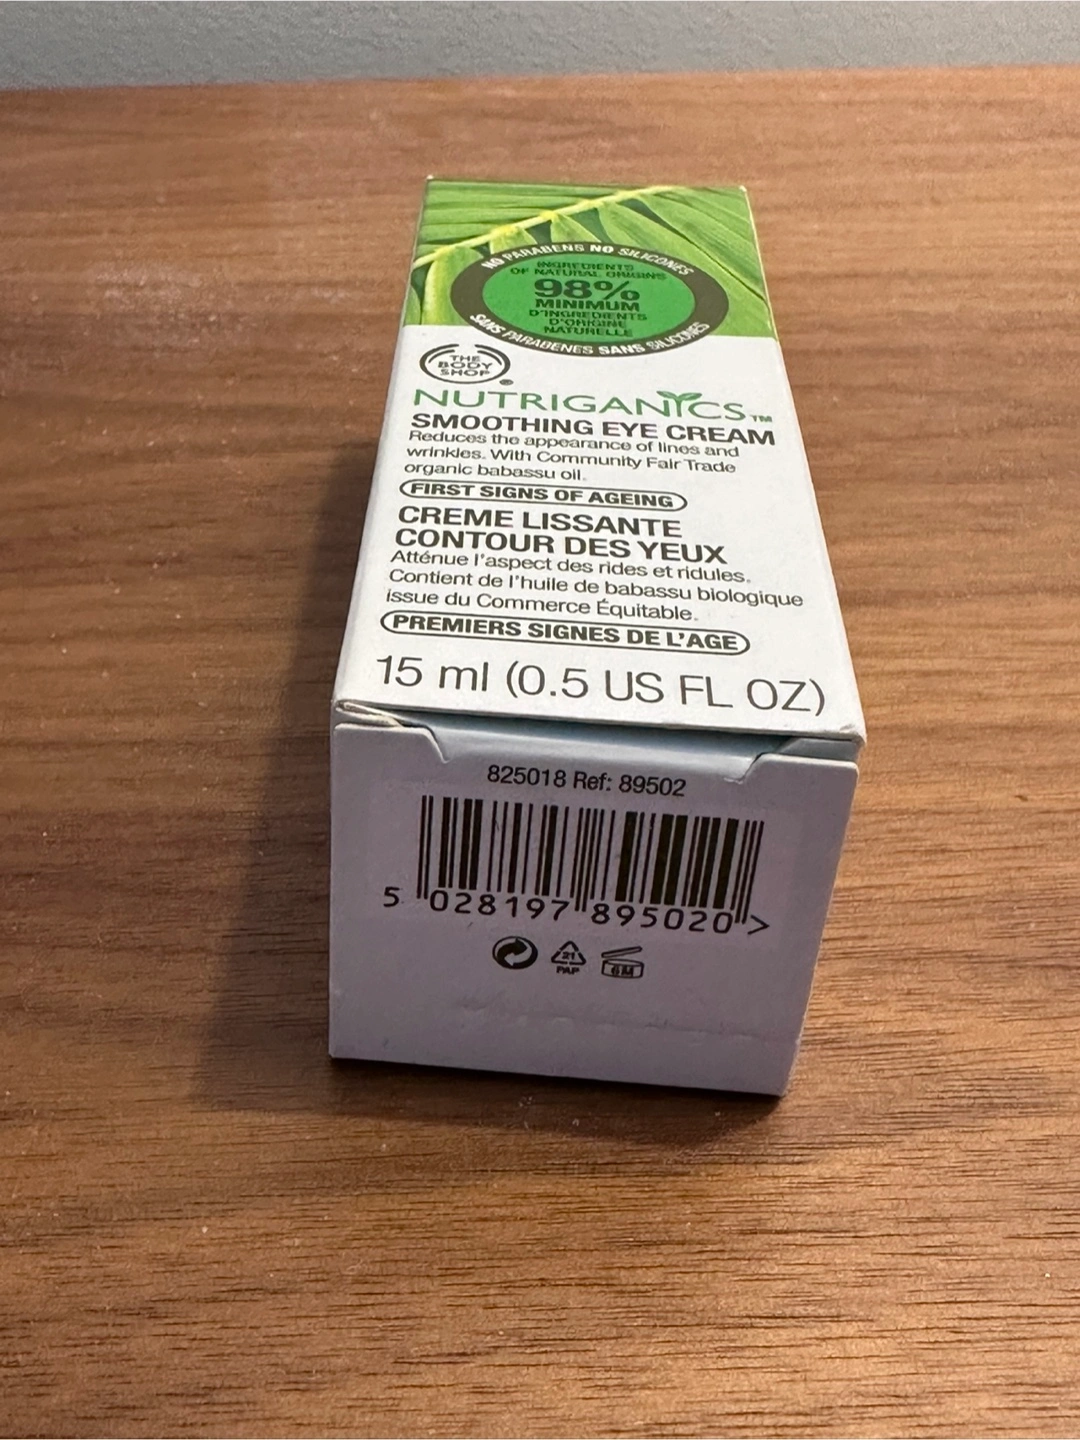 NO PARABENS NO SILICONES
INGREDIENTS
OF NATURAL ORIGINS
98%
MINIMUM
D'INGREDIENTS
D'ORIGINE
NATURELLE
SANS PARABENES SANS SILICONES
THE
BODY
SHOP
®
NUTRIGANICS™
SMOOTHING EYE CREAM
Reduces the appearance of lines and
wrinkles. With Community Fair Trade
organic babassu oil.
FIRST SIGNS OF AGEING
CREME LISSANTE
CONTOUR DES YEUX
Atténue l'aspect des rides et ridules.
Contient de l'huile de babassu biologique
issue du Commerce Équitable.
PREMIERS SIGNES DE L'AGE
15 ml (0.5 US FL OZ)
825018 Ref: 89502
5 028197 895020 >
21
PAP
6M